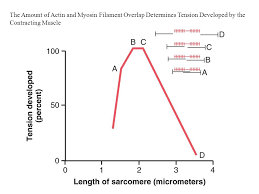 The Amount of Actin and Myosin Filament Overlap Determines Tension Developed by the
Contracting Muscle
D
C
B
A
B C
A
D
100
50
0
Tension developed
(percent)
0 1 2 3 4
Length of sarcomere (micrometers)